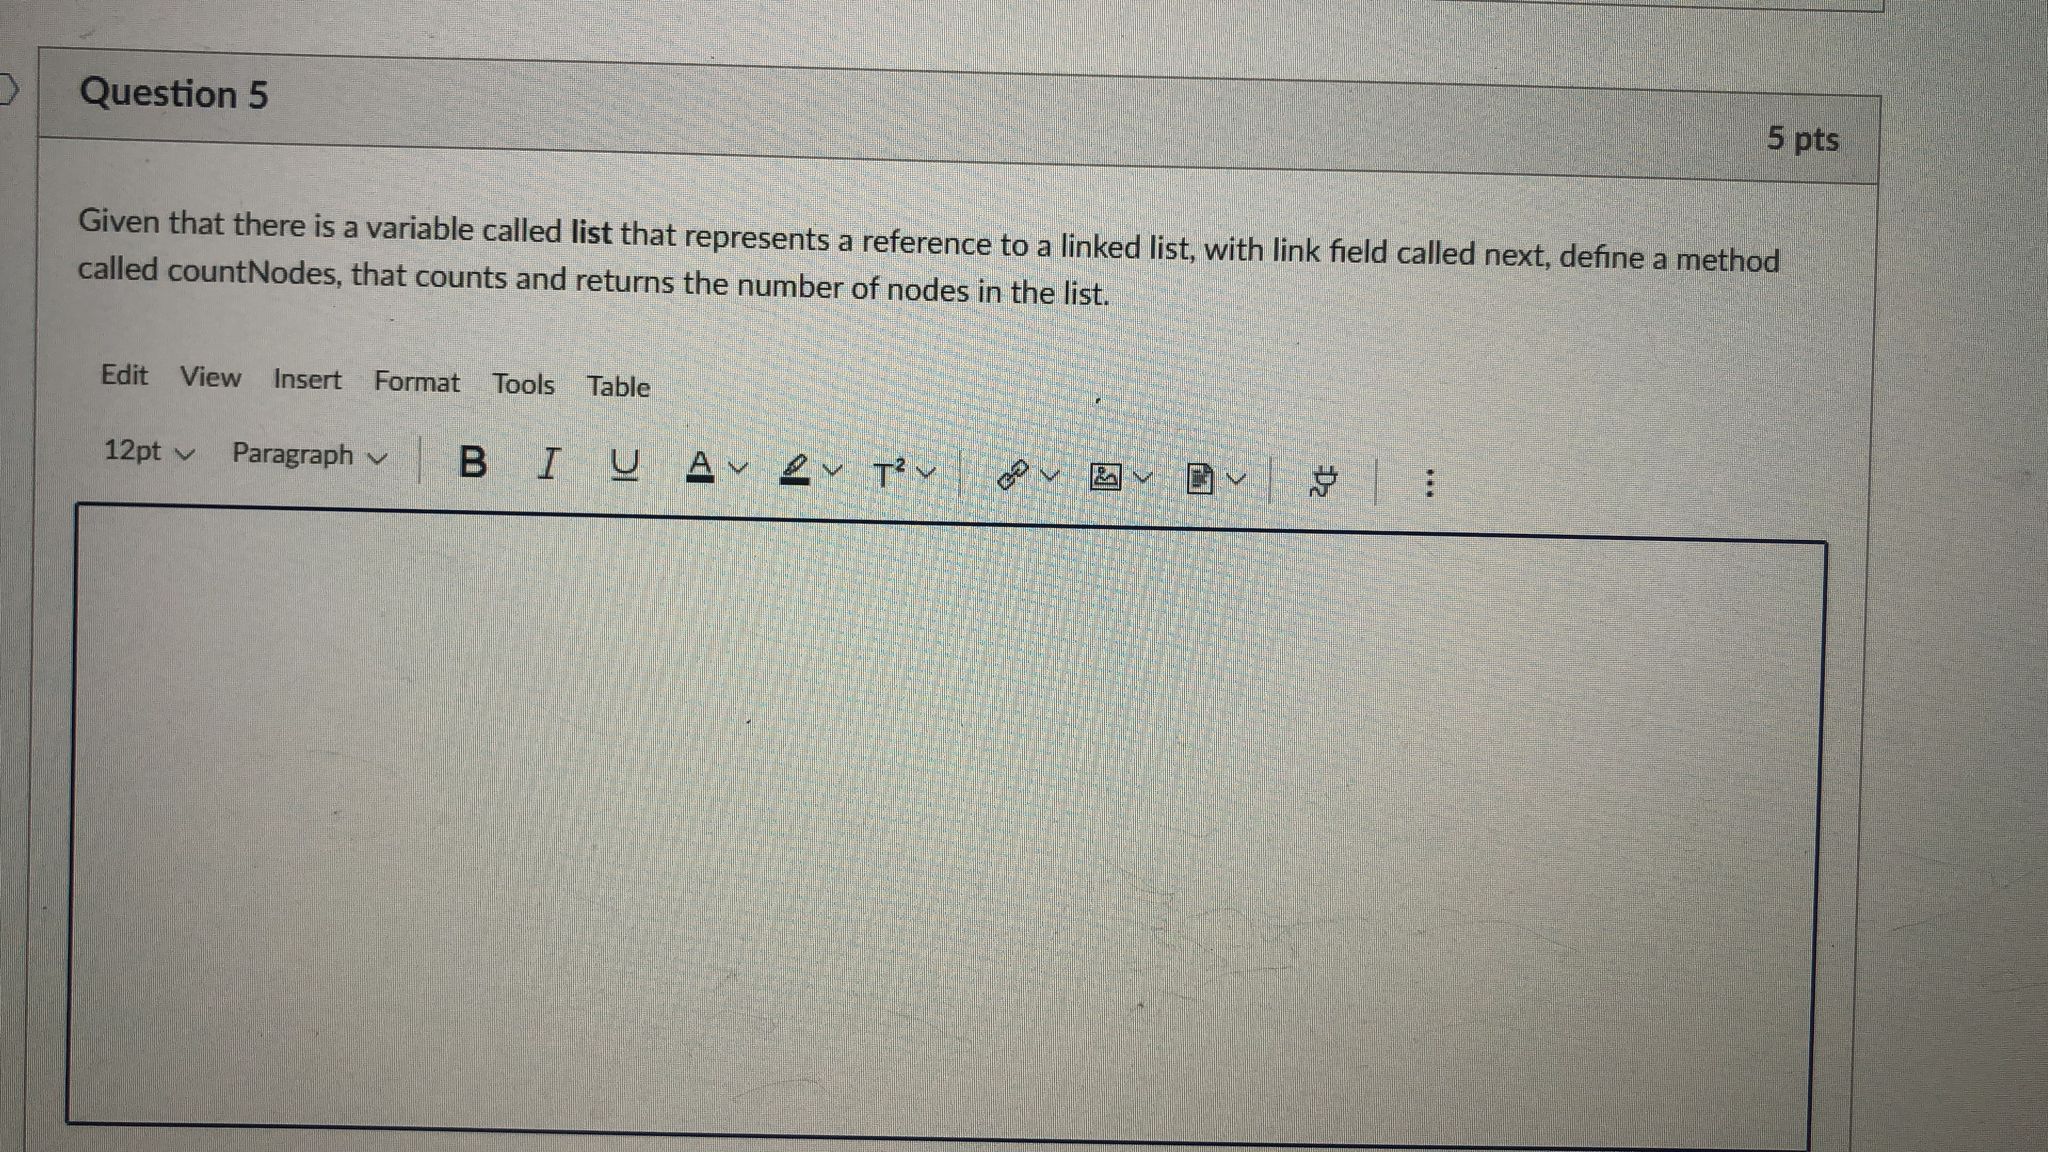 Question 5
5 pts
Given that there is a variable called list that represents a reference to a linked list, with link field called next, define a method
called countNodes, that counts and returns the number of nodes in the list.
Edit View Insert Format Tools Table
12pt Paragraph B I U A T²